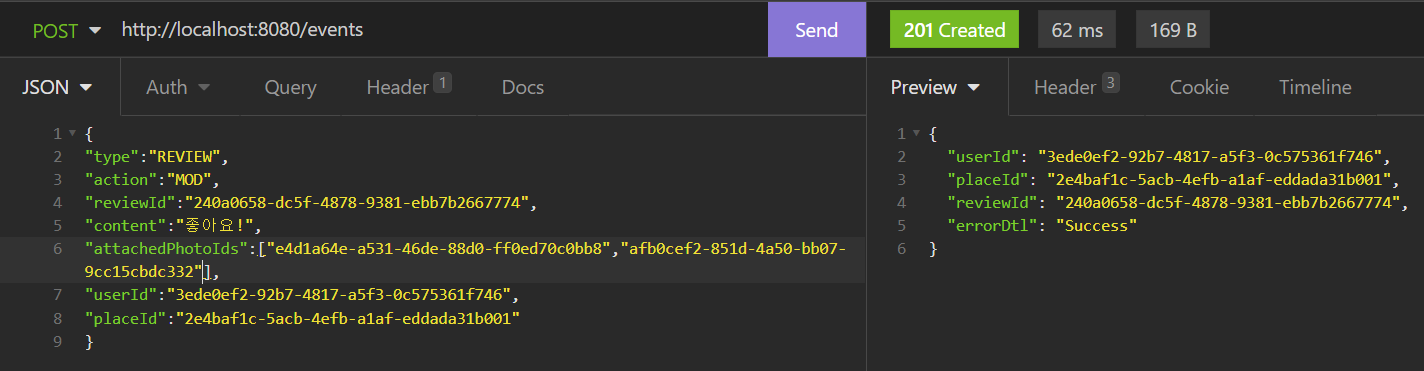 POST http://localhost:8080/events Send 201 Created 62 ms 169 B
JSON Auth Query Header 1 Docs Preview Header 3 Cookie Timeline
1 {
2 "type":"REVIEW",
3 "action":"MOD",
4 "reviewId":"240a0658-dc5f-4878-9381-ebb7b2667774",
5 "content":"좋아요!",
6 "attachedPhotoIds":["e4d1a64e-a531-46de-88d0-ff0ed70c0bb8","afb0cef2-851d-4a50-bb07-
9cc15cbdc332"],
7 "userId":"3ede0ef2-92b7-4817-a5f3-0c575361f746",
8 "placeId":"2e4baf1c-5acb-4efb-a1af-eddada31b001"
9 }
1 {
2 "userId": "3ede0ef2-92b7-4817-a5f3-0c575361f746",
3 "placeId": "2e4baf1c-5acb-4efb-a1af-eddada31b001",
4 "reviewId": "240a0658-dc5f-4878-9381-ebb7b2667774",
5 "errorDtl": "Success"
6 }